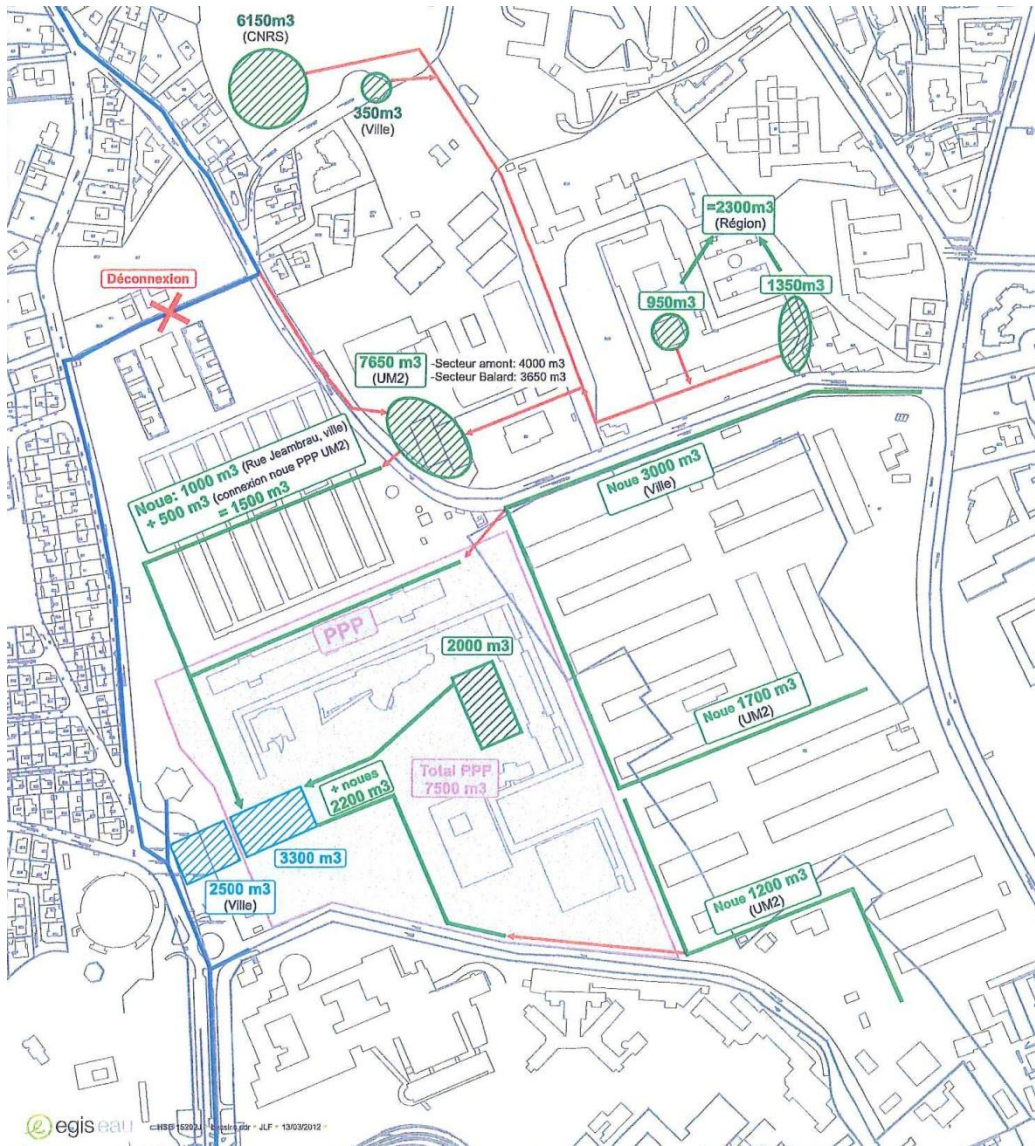 6150m3
(CNRS)
350m3
(Ville)
=2300m3
(Région)
Déconnexion
950m3
1350m3
7650 m3
(UM2)
-Secteur amont: 4000 m3
-Secteur Balard: 3650 m3
Noue: 1000 m3 (Rue Jeambrau, ville)
+ 500 m3 (connexion noue PPP UM2)
= 1500 m3
Noue 3000 m3
(Ville)
PPP
2000 m3
Noue 1700 m3
(UM2)
Total PPP
7500 m3
+ noues
2200 m3
3300 m3
2500 m3
(Ville)
Noue 1200 m3
(UM2)
egis eau
JLF - 13/03/2012